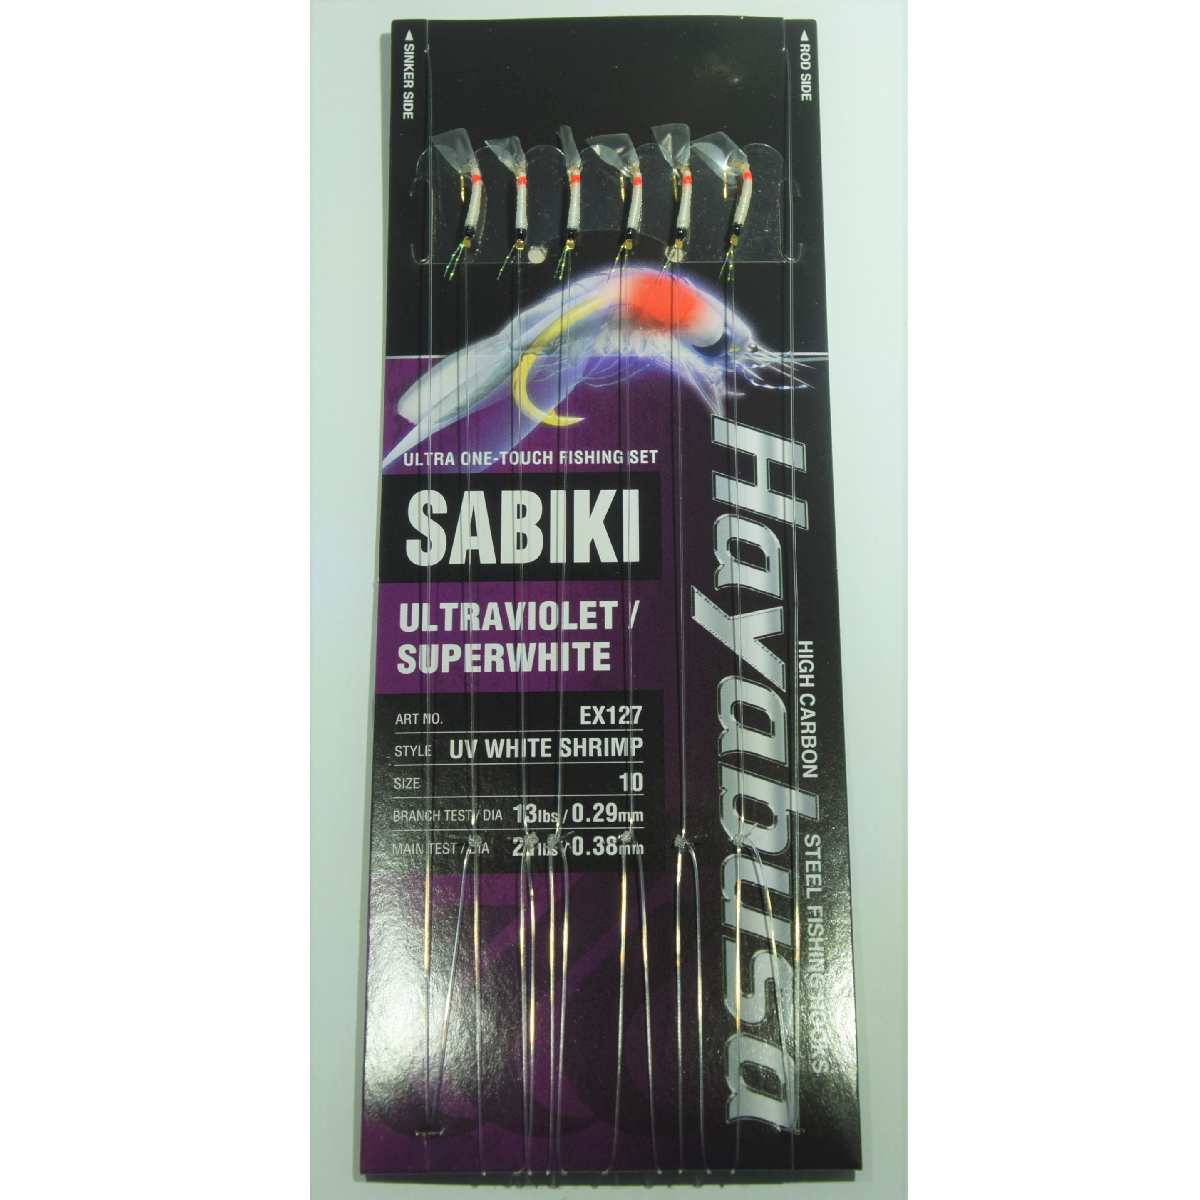 ◄SINKER SIDE
◄ROD SIDE
ULTRA ONE-TOUCH FISHING SET
SABIKI
ULTRAVIOLET /
SUPERWHITE
ART NO. EX127
STYLE UV WHITE SHRIMP
SIZE 10
BRANCH TEST / DIA 13lbs / 0.29mm
MAIN TEST / DIA lbs / 0.38mm
Hayabusa
HIGH CARBON STEEL FISHING HOOKS